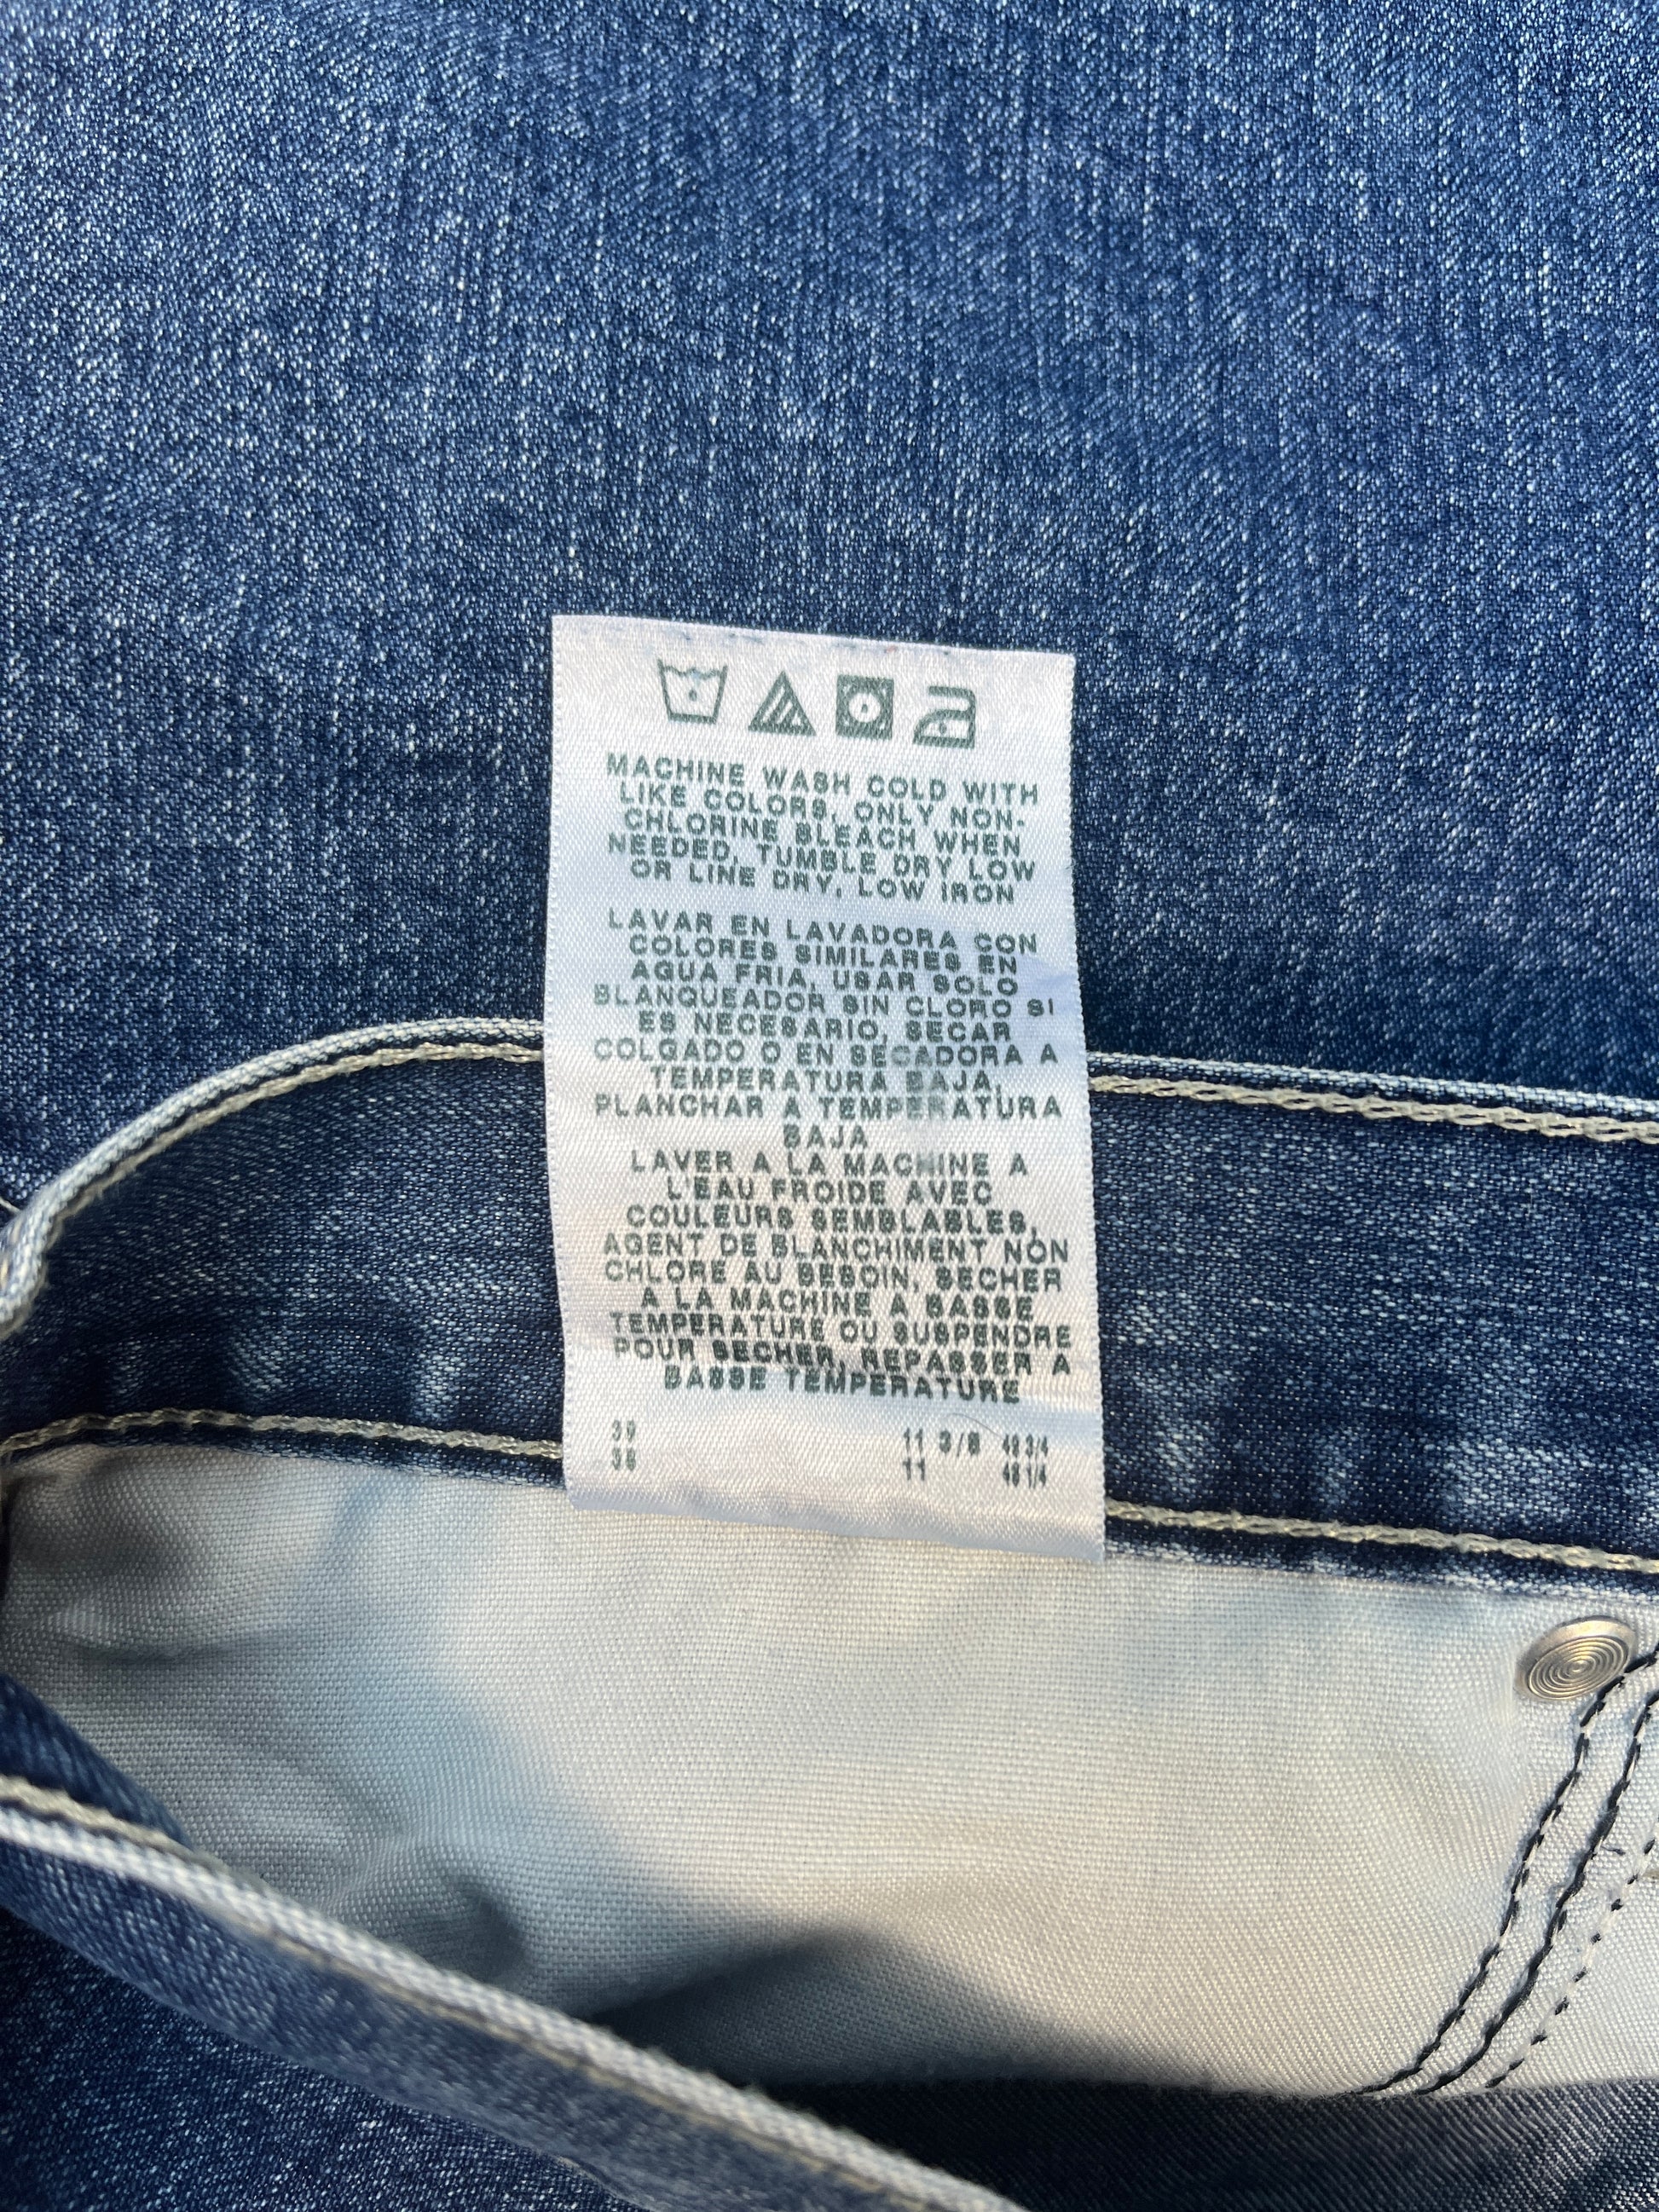 MACHINE WASH COLD WITH
LIKE COLORS, ONLY NON-
CHLORINE BLEACH WHEN
NEEDED, TUMBLE DRY LOW
OR LINE DRY, LOW IRON
LAVAR EN LAVADORA CON
COLORES SIMILARES EN
AGUA FRIA, USAR SOLO
BLANQUEADOR SIN CLORO SI
ES NECESARIO, SECAR
COLGADO O EN SECADORA A
TEMPERATURA BAJA,
PLANCHAR A TEMPERATURA
BAJA
LAVER A LA MACHINE A
L'EAU FROIDE AVEC
COULEURS SEMBLABLES,
AGENT DE BLANCHIMENT NON
CHLORE AU BESOIN, SECHER
A LA MACHINE A BASSE
TEMPERATURE OU SUSPENDRE
POUR SECHER, REPASSER A
BASSE TEMPERATURE
11 3/8
11